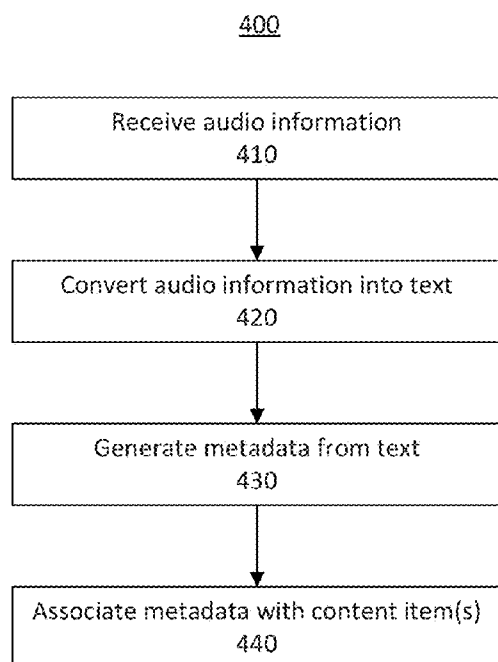 400
Receive audio information
410
Convert audio information into text
420
Generate metadata from text
430
Associate metadata with content item(s)
440